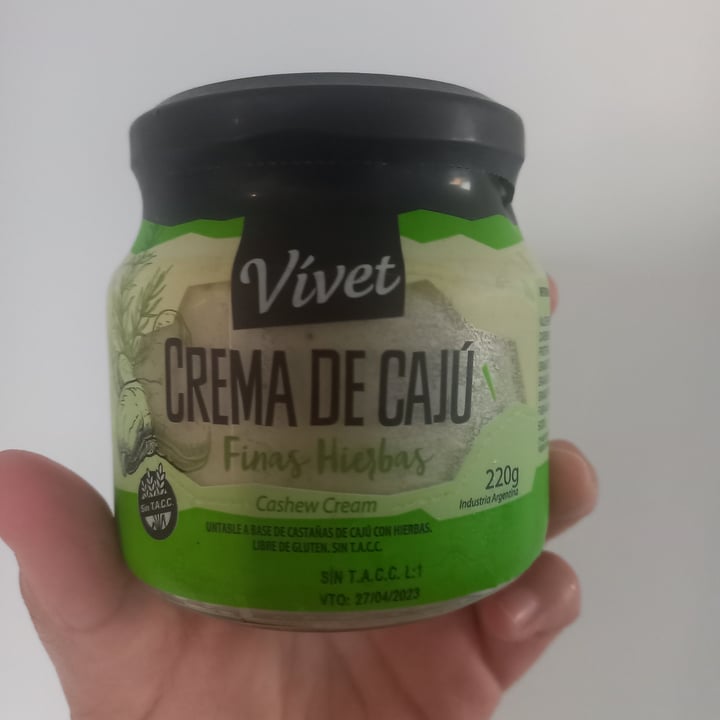 Vívet
CREMA DE CAJÚ
Finas Hierbas
220g
Industria Argentina
Cashew Cream
Sin T.A.C.C.
UNTABLE A BASE DE CASTAÑAS DE CAJÚ CON HIERBAS.
LIBRE DE GLUTEN. SIN T.A.C.C.
SIN T.A.C.C. L:1
VTO: 27/04/2023